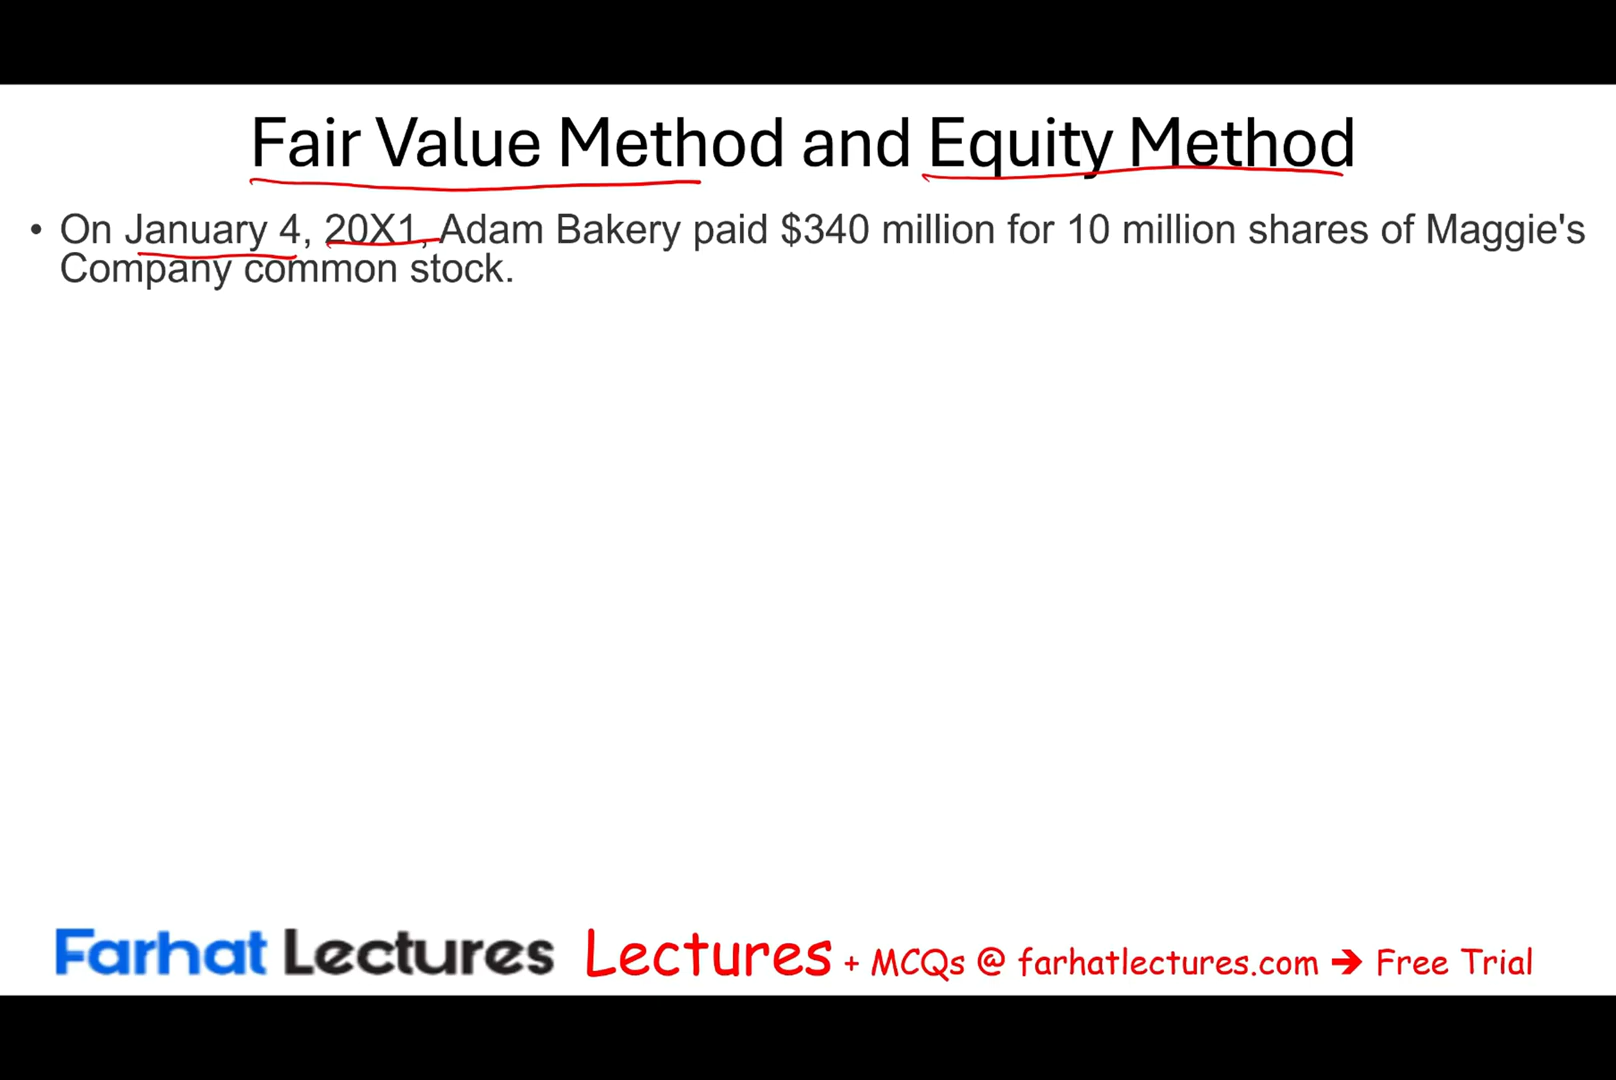 Fair Value Method and Equity Method
• On January 4, 20X1, Adam Bakery paid $340 million for 10 million shares of Maggie's
Company common stock.
Farhat Lectures Lectures + MCQs @ farhatlectures.com ➔ Free Trial